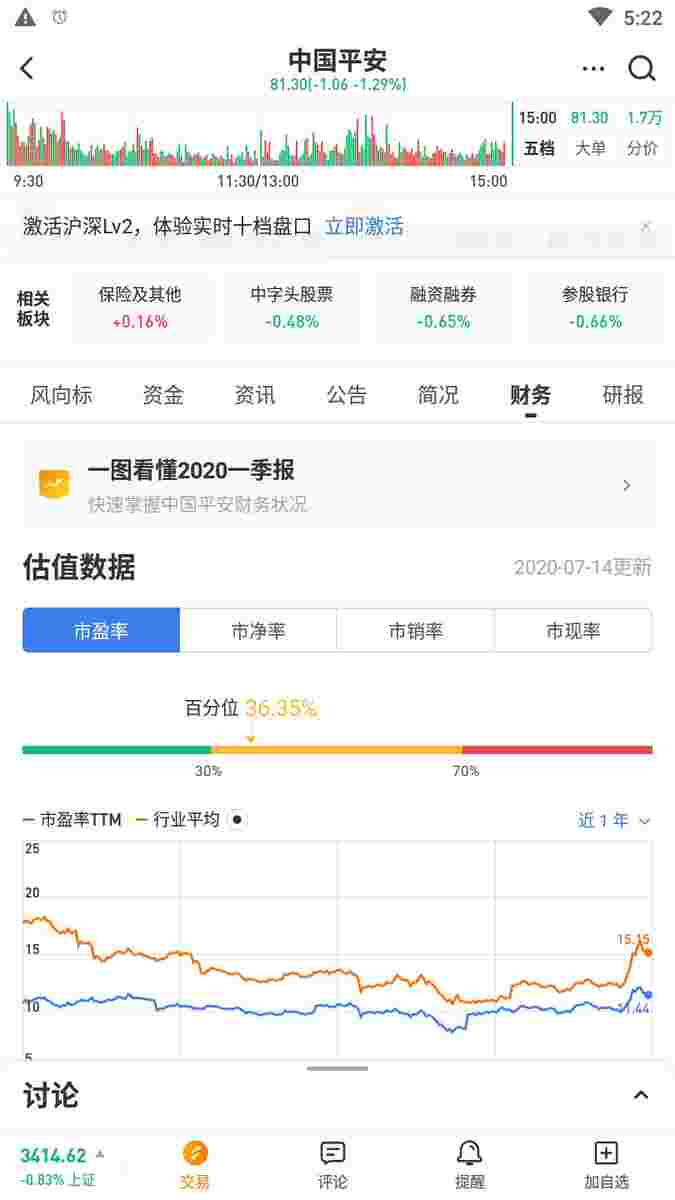 5:22
中国平安
81.30(-1.06 -1.29%)
15:00 81.30 1.7万
五档 大单 分价
9:30 11:30/13:00 15:00
激活沪深Lv2，体验实时十档盘口 立即激活 ×
相关板块
保险及其他 中字头股票 融资融券 参股银行
+0.16% -0.48% -0.65% -0.66%
风向标 资金 资讯 公告 简况 财务 研报
一图看懂2020一季报
快速掌握中国平安财务状况
估值数据 2020-07-14更新
市盈率 市净率 市销率 市现率
百分位 36.35%
30% 70%
市盈率TTM 行业平均 近1年
25
20
15
15.15
10
11.44
5
讨论
3414.62
-0.83% 上证
交易 评论 提醒 加自选